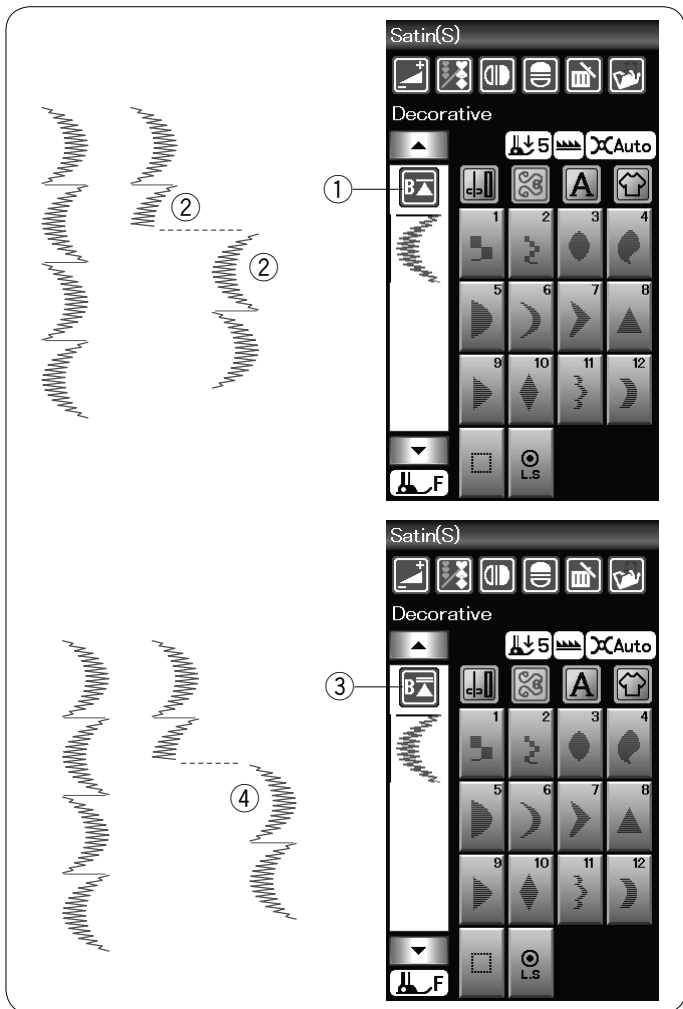 Satin(S)
Decorative
5 Auto
① B A
1 2 3 4
②
②
5 6 7 8
9 10 11 12
L.S
F
Satin(S)
Decorative
5 Auto
③ B A
1 2 3 4
④
5 6 7 8
9 10 11 12
L.S
F